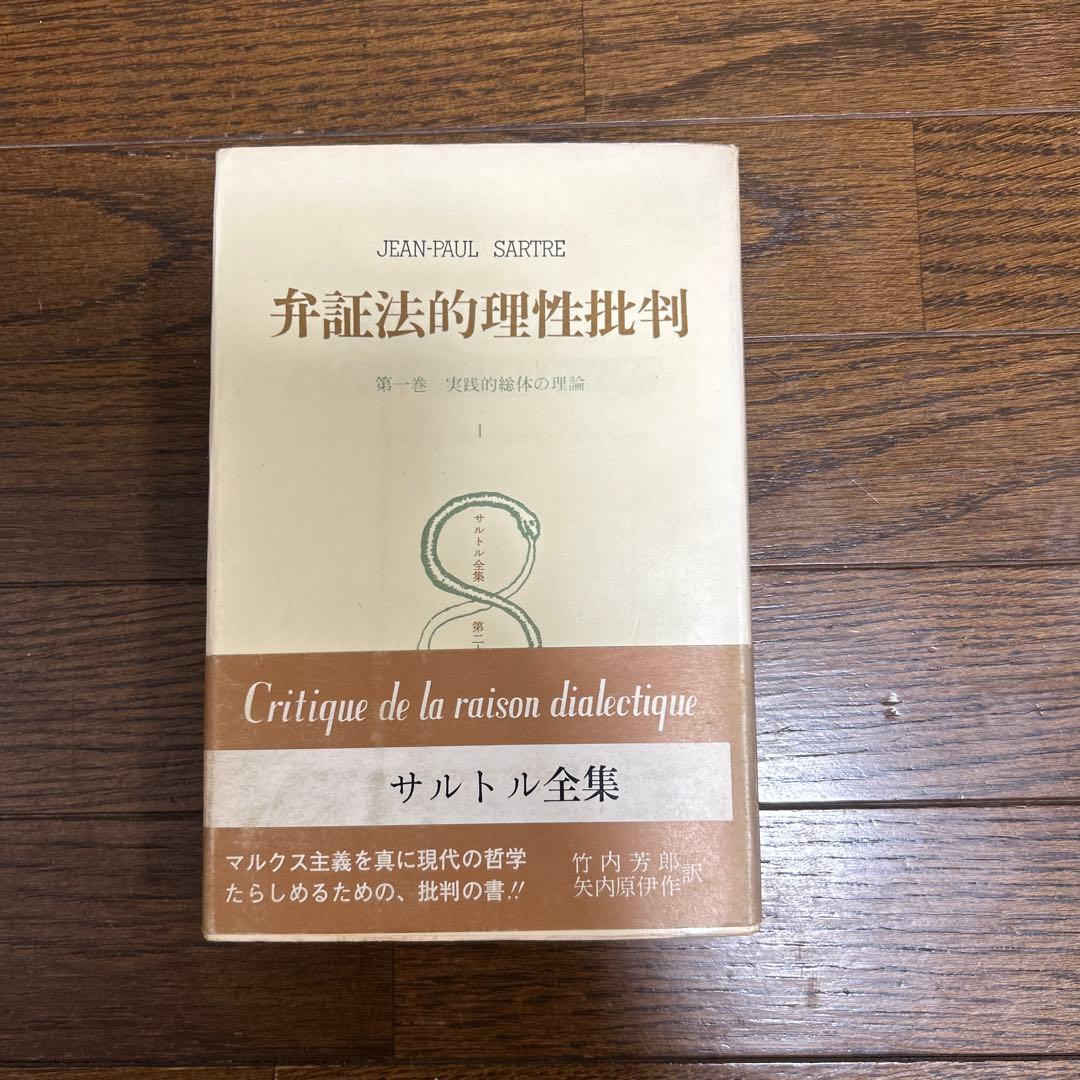 JEAN-PAUL SARTRE
弁証法的理性批判
第一巻 実践的総体の理論
I
サルトル全集
第二
Critique de la raison dialectique
サルトル全集
マルクス主義を真に現代の哲学
たらしめるための、批判の書!!
竹内芳郎
矢内原伊作
訳